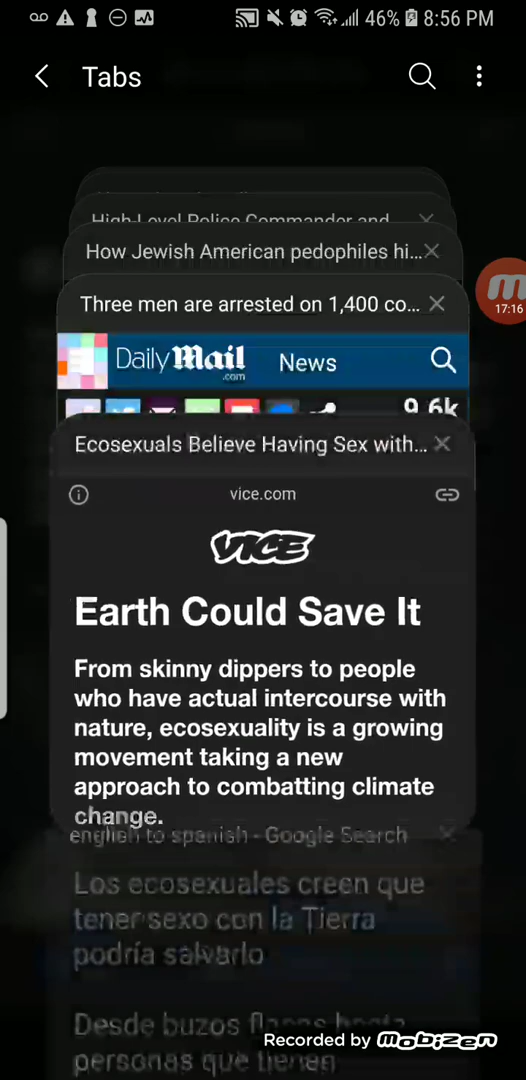 46% 8:56 PM
Tabs
High-Level Police Commander and...
How Jewish American pedophiles hi...
17:16
Three men are arrested on 1,400 co...
Daily Mail
.com
News
9.6k
Ecosexuals Believe Having Sex with...
vice.com
VICE
Earth Could Save It
From skinny dippers to people
who have actual intercourse with
nature, ecosexuality is a growing
movement taking a new
approach to combatting climate
change.
english to spanish - Google Search
Los ecosexuales creen que
tener sexo con la Tierra
podría salvarlo
Desde buzos flacos hasta
personas que tienen
Recorded by mobizen